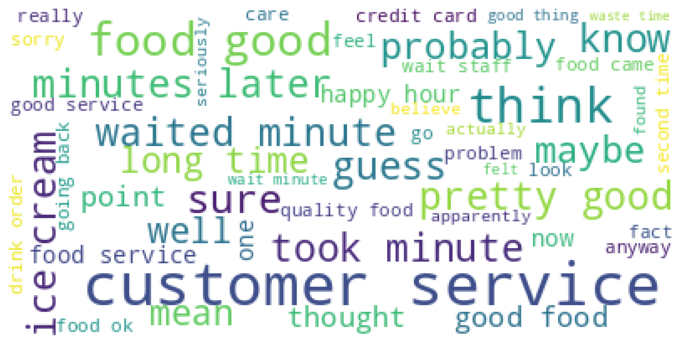 really
care
credit card
good thing
waste time
sorry
food good
seriously
feel
probably
know
wait staff
food came
minutes later
happy hour
good service
believe
think
found
second time
waited minute
go
actually
going back
long time
guess
problem
maybe
ice cream
wait minute
felt
look
drink order
point
sure
quality food
pretty good
apparently
well
one
took minute
now
fact
anyway
food service
customer service
food ok
mean
thought
good food